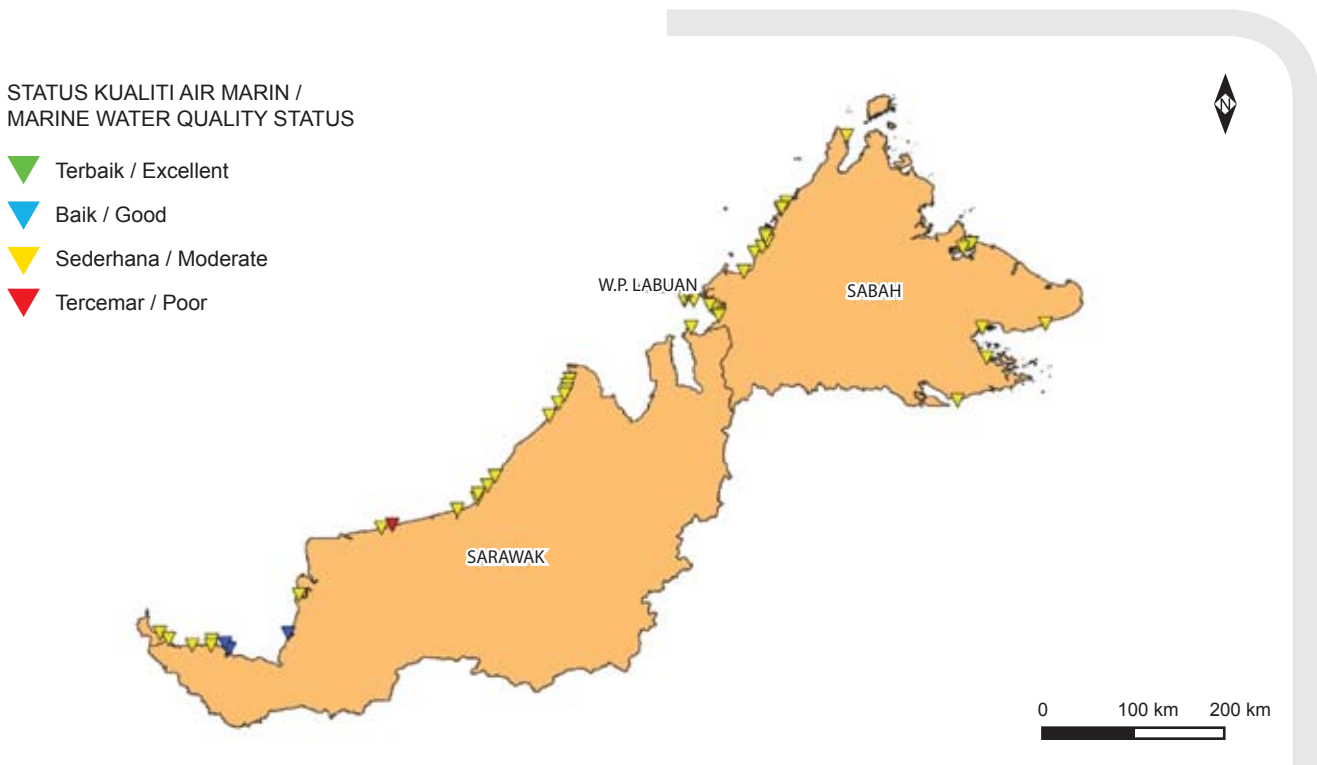 STATUS KUALITI AIR MARIN /
MARINE WATER QUALITY STATUS
Terbaik / Excellent
Baik / Good
Sederhana / Moderate
Tercemar / Poor
N
W.P. LABUAN
SABAH
SARAWAK
0 100 km 200 km